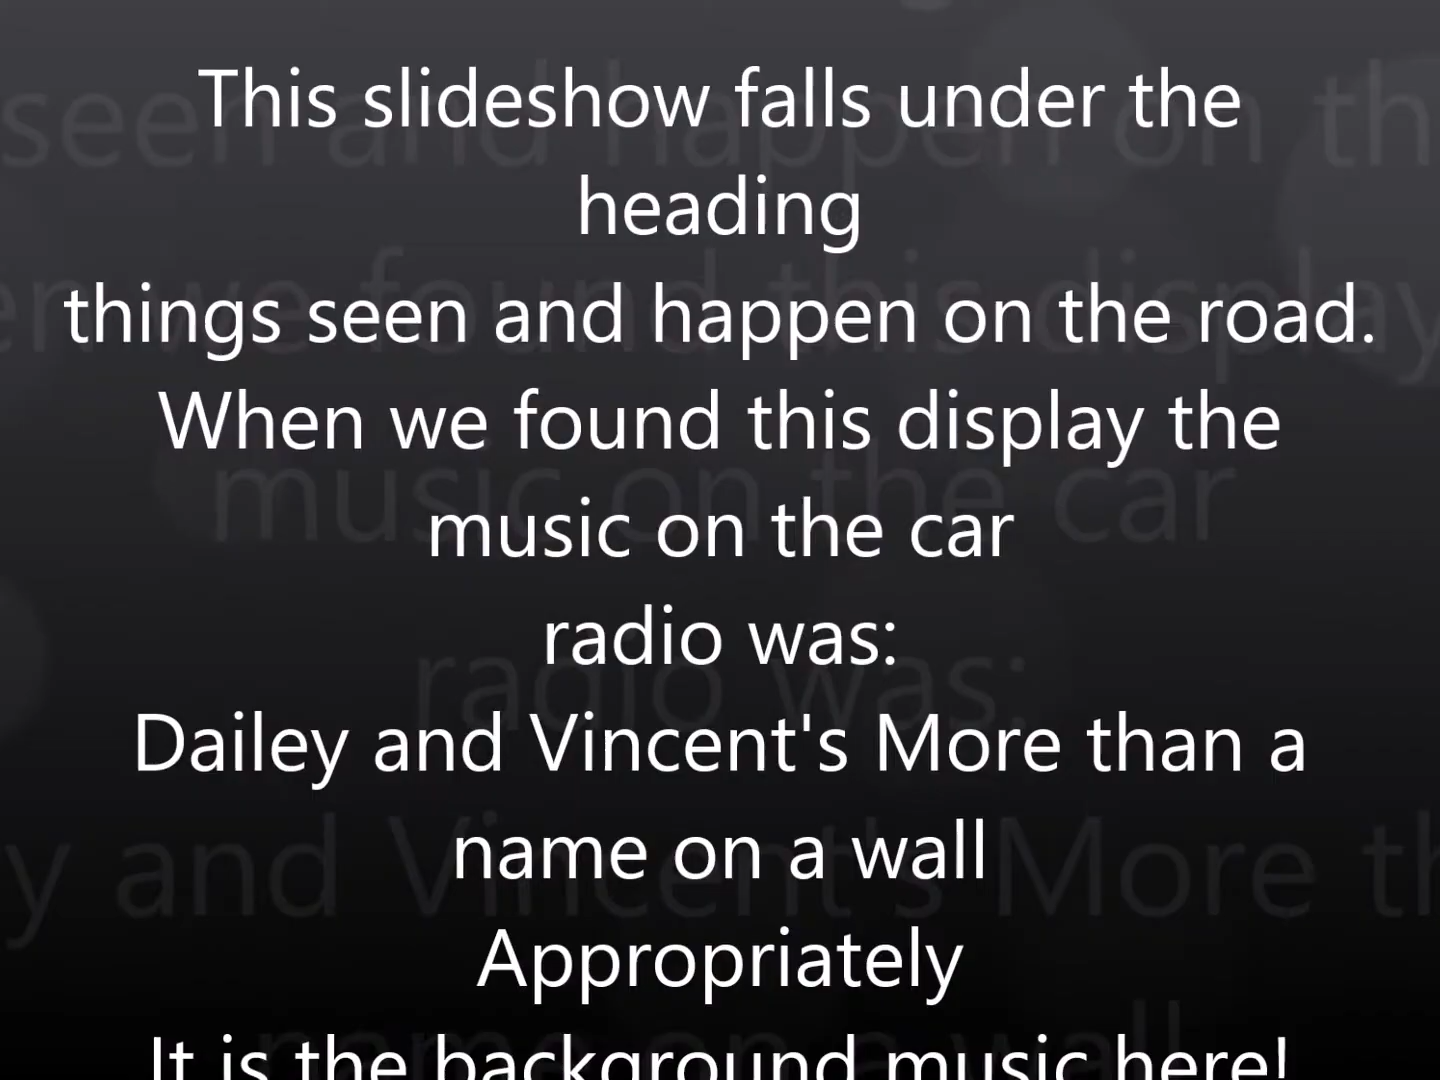 This slideshow falls under the
heading
things seen and happen on the road.
When we found this display the
music on the car
radio was:
Dailey and Vincent's More than a
name on a wall
Appropriately
It is the background music here!